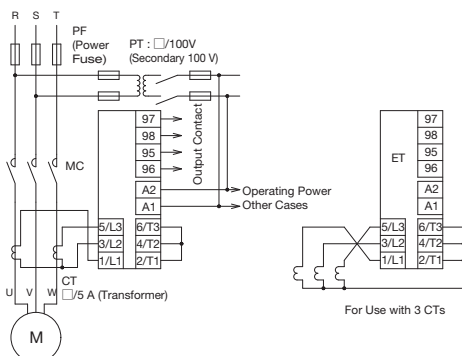 R S T
PF
(Power
Fuse)
PT : □/100V
(Secondary 100 V)
97
98
95
96
Output Contact
A2
A1
Operating Power
Other Cases
MC
5/L3 6/T3
3/L2 4/T2
1/L1 2/T1
CT
□/5 A (Transformer)
U V W
M
ET
97
98
95
96
A2
A1
5/L3 6/T3
3/L2 4/T2
1/L1 2/T1
For Use with 3 CTs